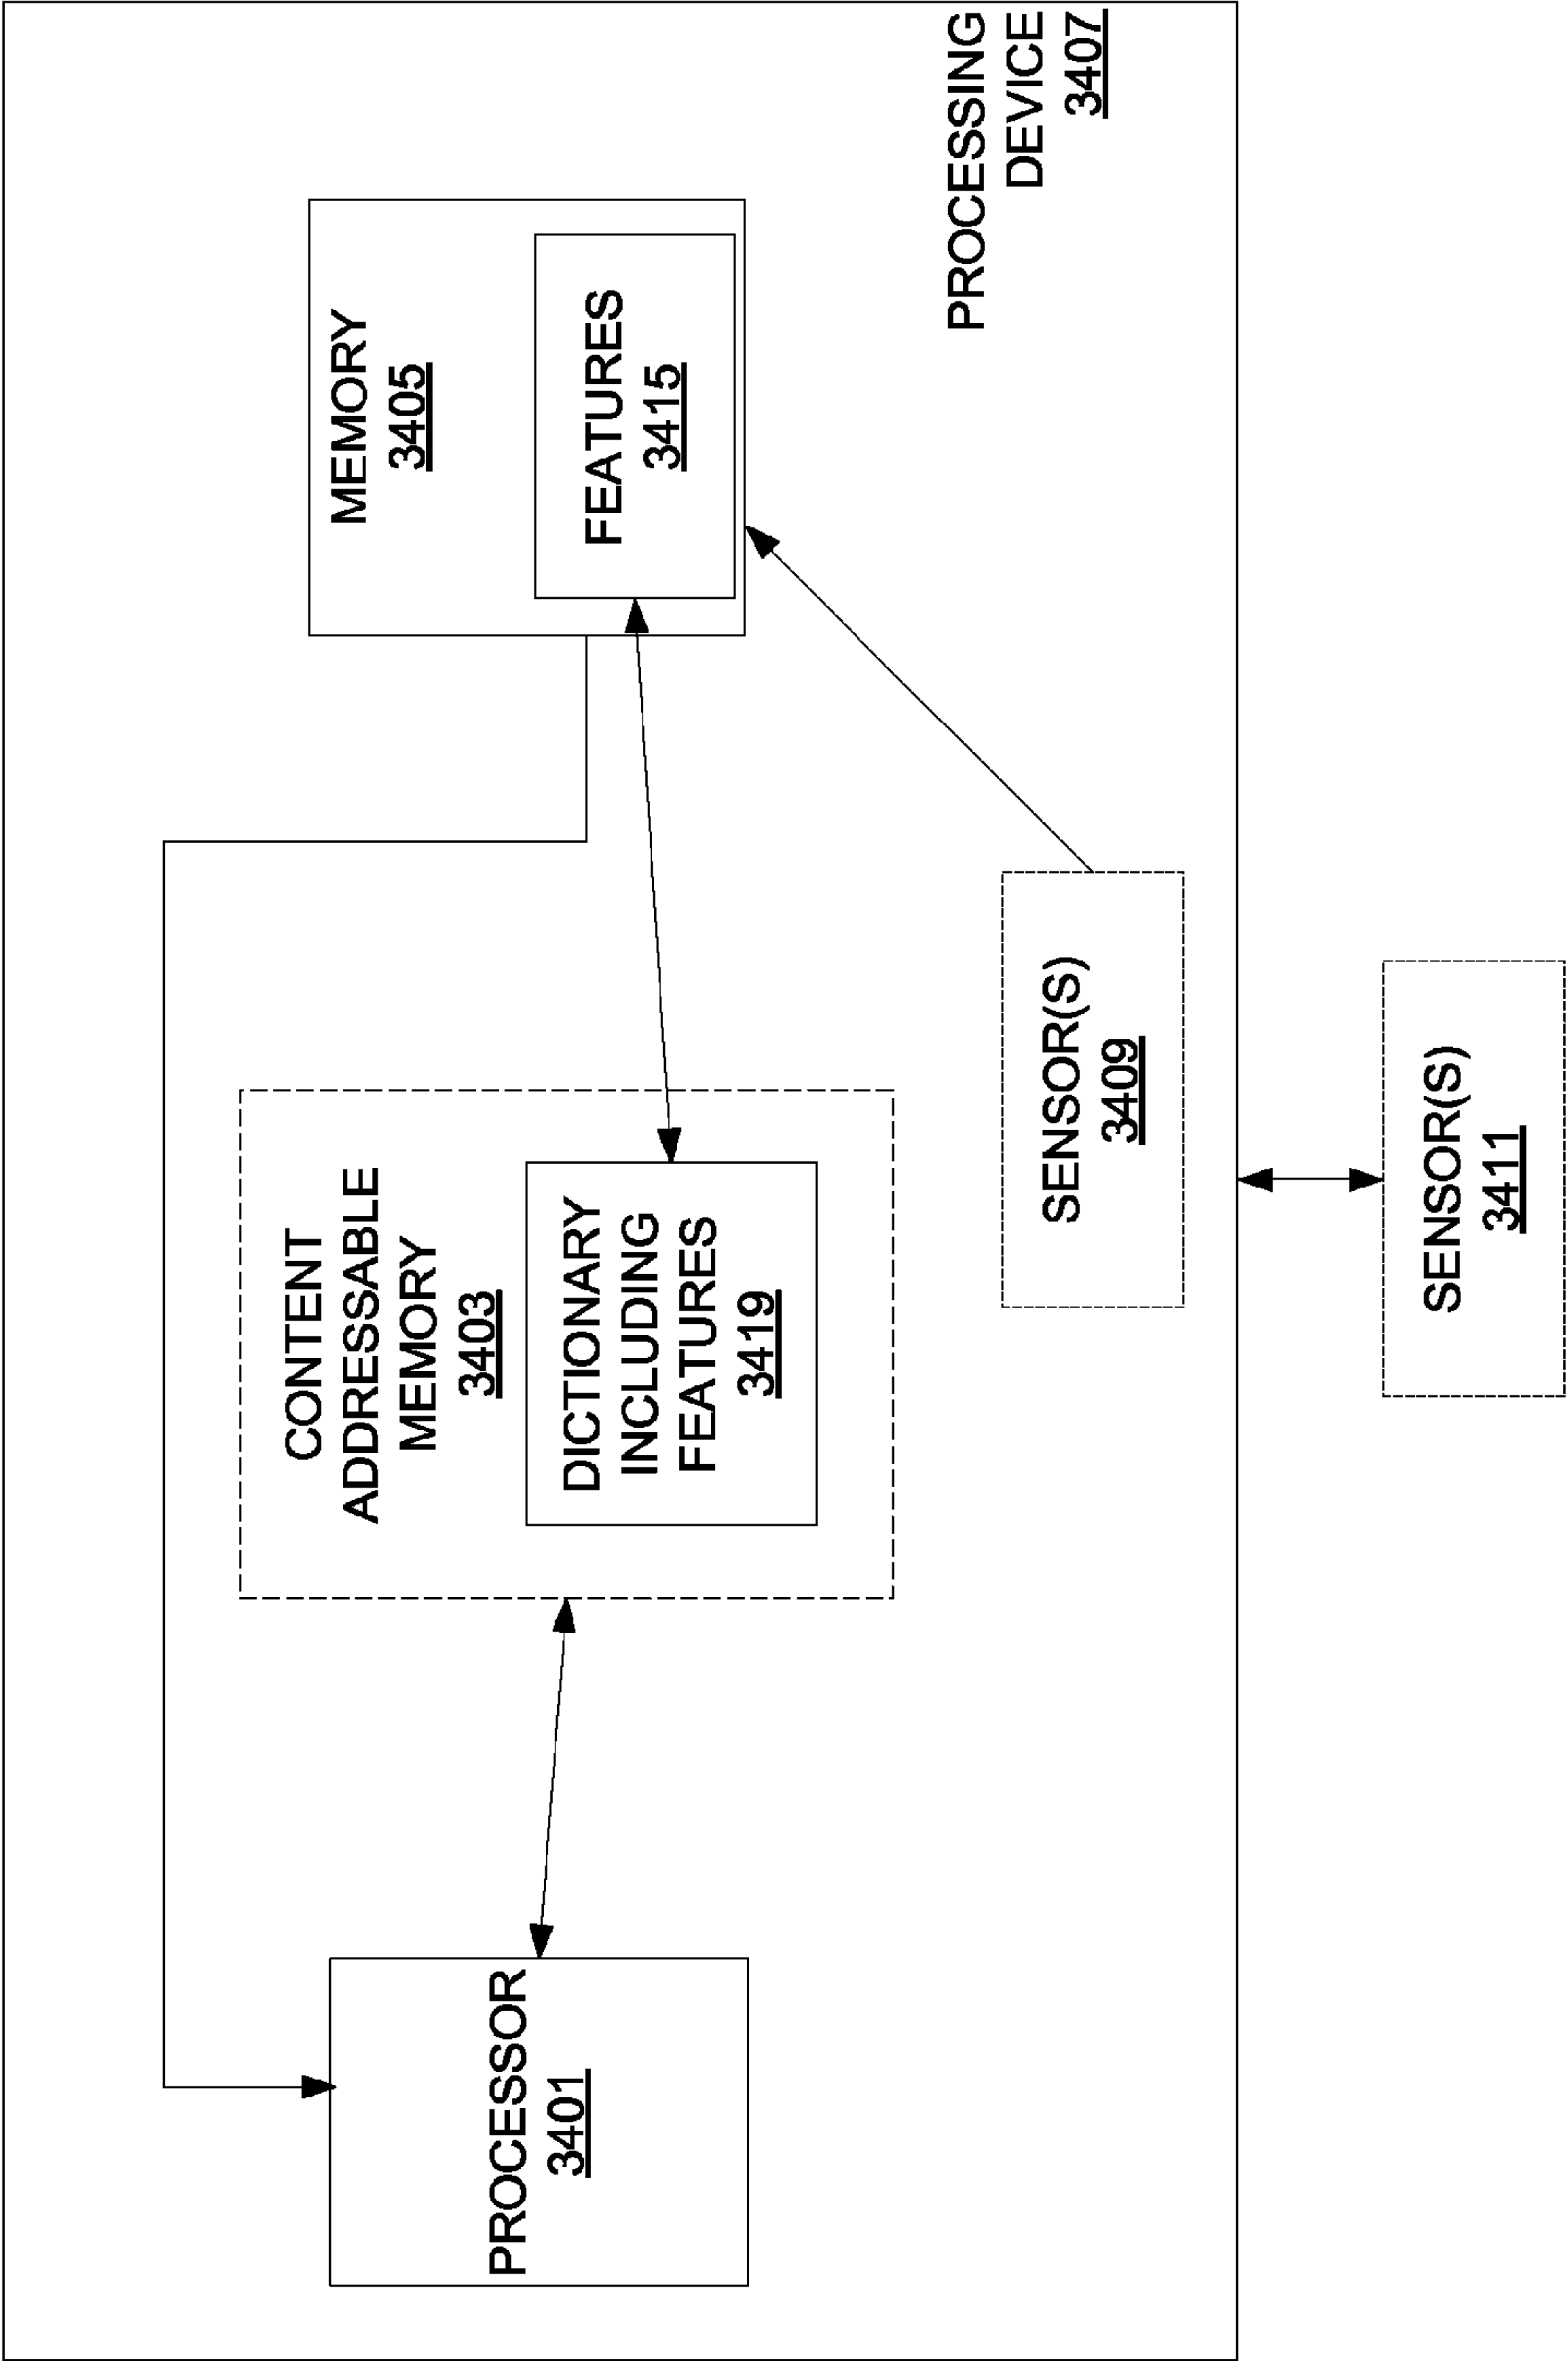 PROCESSOR
3401
CONTENT
ADDRESSABLE
MEMORY
3403
DICTIONARY
INCLUDING
FEATURES
3419
MEMORY
3405
FEATURES
3415
SENSOR(S)
3409
PROCESSING
DEVICE
3407
SENSOR(S)
3411